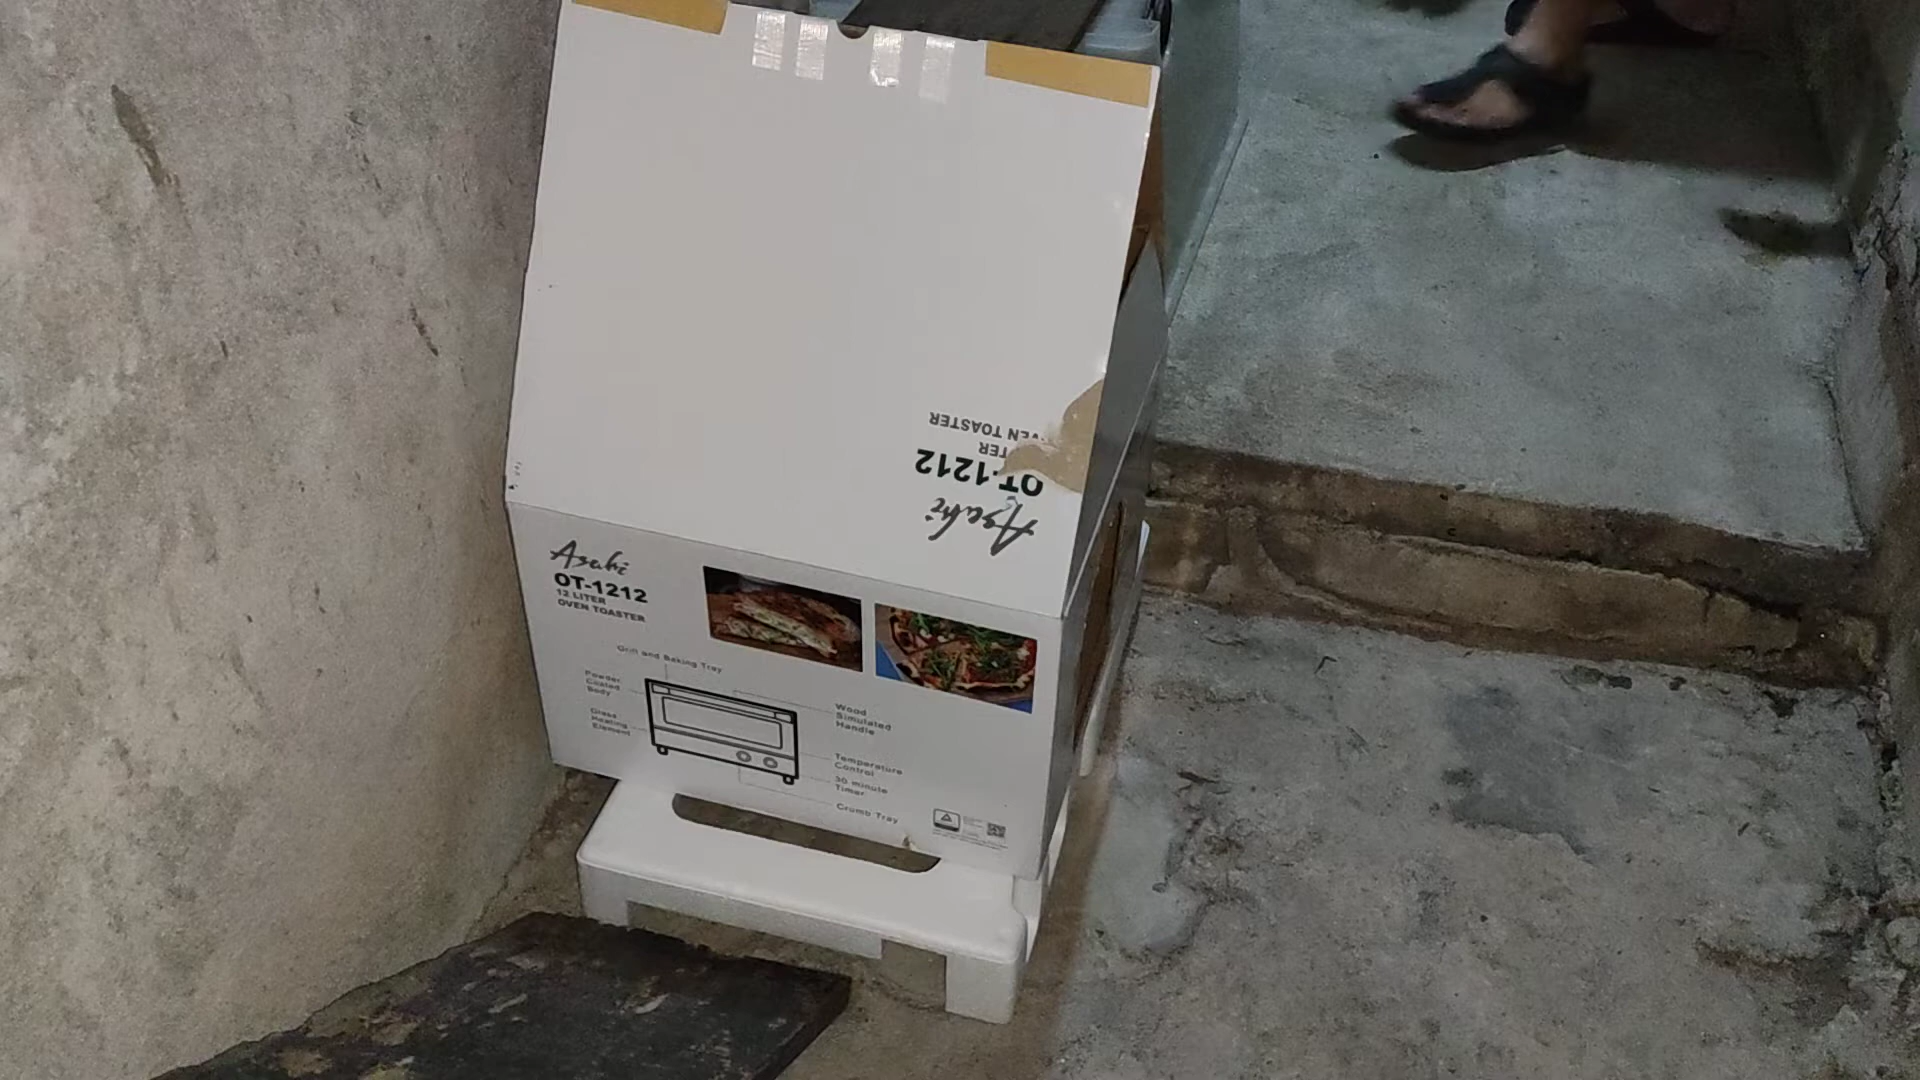 OVEN TOASTER
TER
OT-1212
Asahi
Asahi
OT-1212
12 LITER
OVEN TOASTER
Grill and Baking Tray
Powder
Coated
Body
Glass
Heating
Element
Wood
Simulated
Handle
Temperature
Control
30 minute
Timer
Crumb Tray